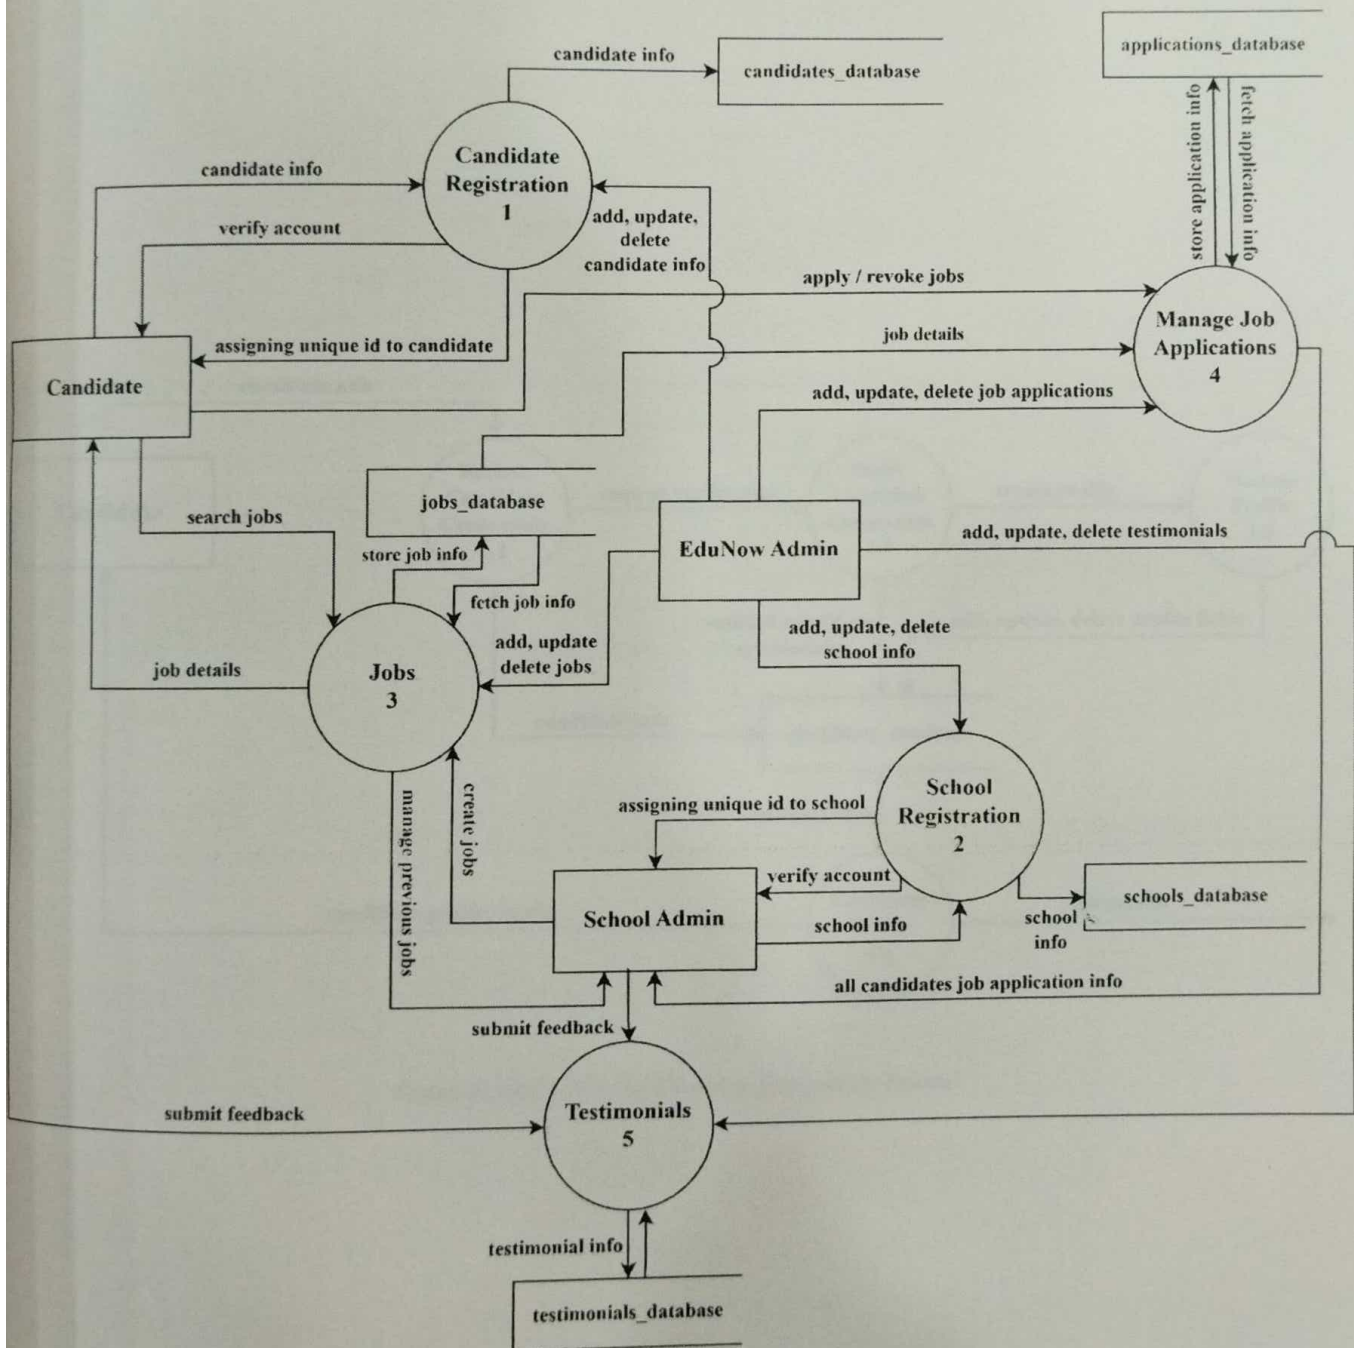 candidate info
candidates_database
applications_database
store application info
fetch application info
Candidate
Registration
1
candidate info
verify account
add, update,
delete
candidate info
apply / revoke jobs
Manage Job
Applications
4
assigning unique id to candidate
job details
Candidate
add, update, delete job applications
jobs_database
search jobs
store job info
EduNow Admin
add, update, delete testimonials
fetch job info
add, update
delete jobs
add, update, delete
school info
job details
Jobs
3
School
Registration
2
assigning unique id to school
manage previous jobs
create jobs
verify account
schools_database
School Admin
school info
school
info
all candidates job application info
submit feedback
submit feedback
Testimonials
5
testimonial info
testimonials_database